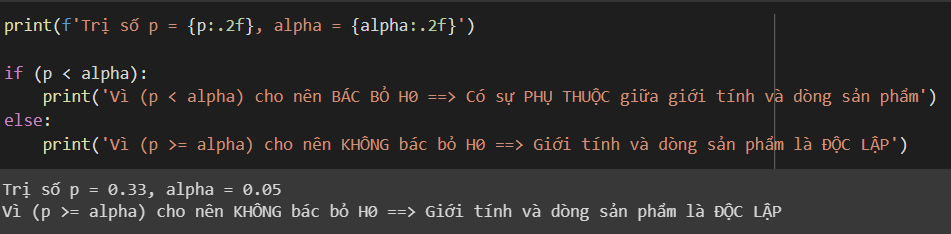 print(f'Trị số p = {p:.2f}, alpha = {alpha:.2f}')
if (p < alpha):
print('Vì (p < alpha) cho nên BÁC BỎ H0 ==> Có sự PHỤ THUỘC giữa giới tính và dòng sản phẩm')
else:
print('Vì (p >= alpha) cho nên KHÔNG bác bỏ H0 ==> Giới tính và dòng sản phẩm là ĐỘC LẬP')
Trị số p = 0.33, alpha = 0.05
Vì (p >= alpha) cho nên KHÔNG bác bỏ H0 ==> Giới tính và dòng sản phẩm là ĐỘC LẬP